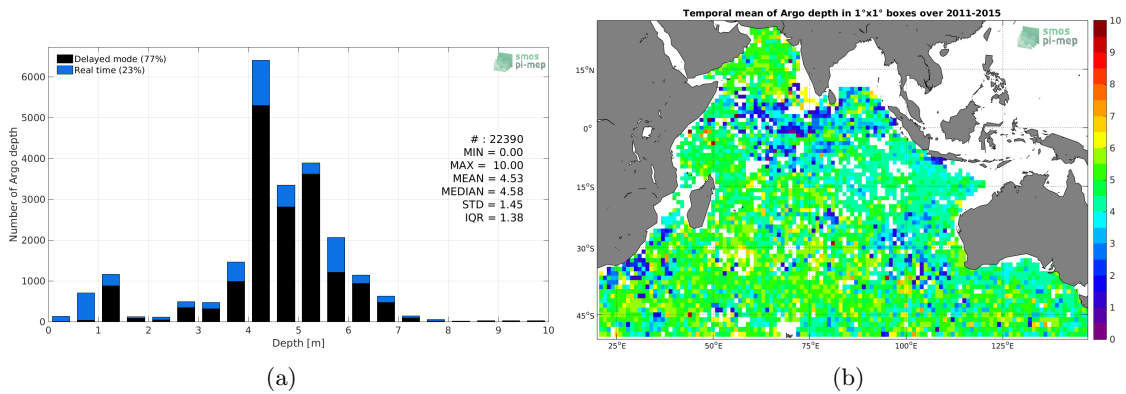 Delayed mode (77%)
Real time (23%)
smos
pi-mep
# : 22390
MIN = 0.00
MAX = 10.00
MEAN = 4.53
MEDIAN = 4.58
STD = 1.45
IQR = 1.38
Number of Argo depth
6000
5000
4000
3000
2000
1000
0
0 1 2 3 4 5 6 7 8 9 10
Depth [m]
(a)
Temporal mean of Argo depth in 1°x1° boxes over 2011-2015
smos
pi-mep
15°N
0°
15°S
30°S
45°S
25°E 50°E 75°E 100°E 125°E
10
9
8
7
6
5
4
3
2
1
0
(b)